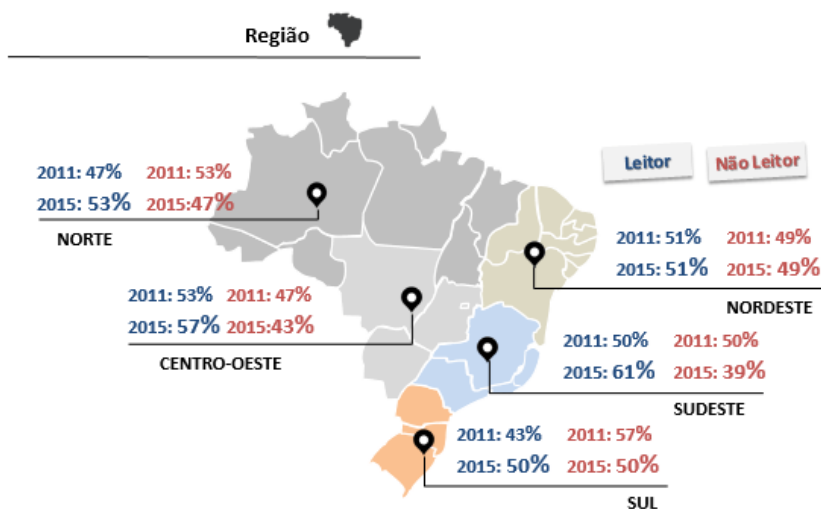 Região
Leitor Não Leitor
2011: 47% 2011: 53%
2015: 53% 2015:47%
NORTE
2011: 51% 2011: 49%
2015: 51% 2015: 49%
NORDESTE
2011: 53% 2011: 47%
2015: 57% 2015:43%
CENTRO-OESTE
2011: 50% 2011: 50%
2015: 61% 2015: 39%
SUDESTE
2011: 43% 2011: 57%
2015: 50% 2015: 50%
SUL